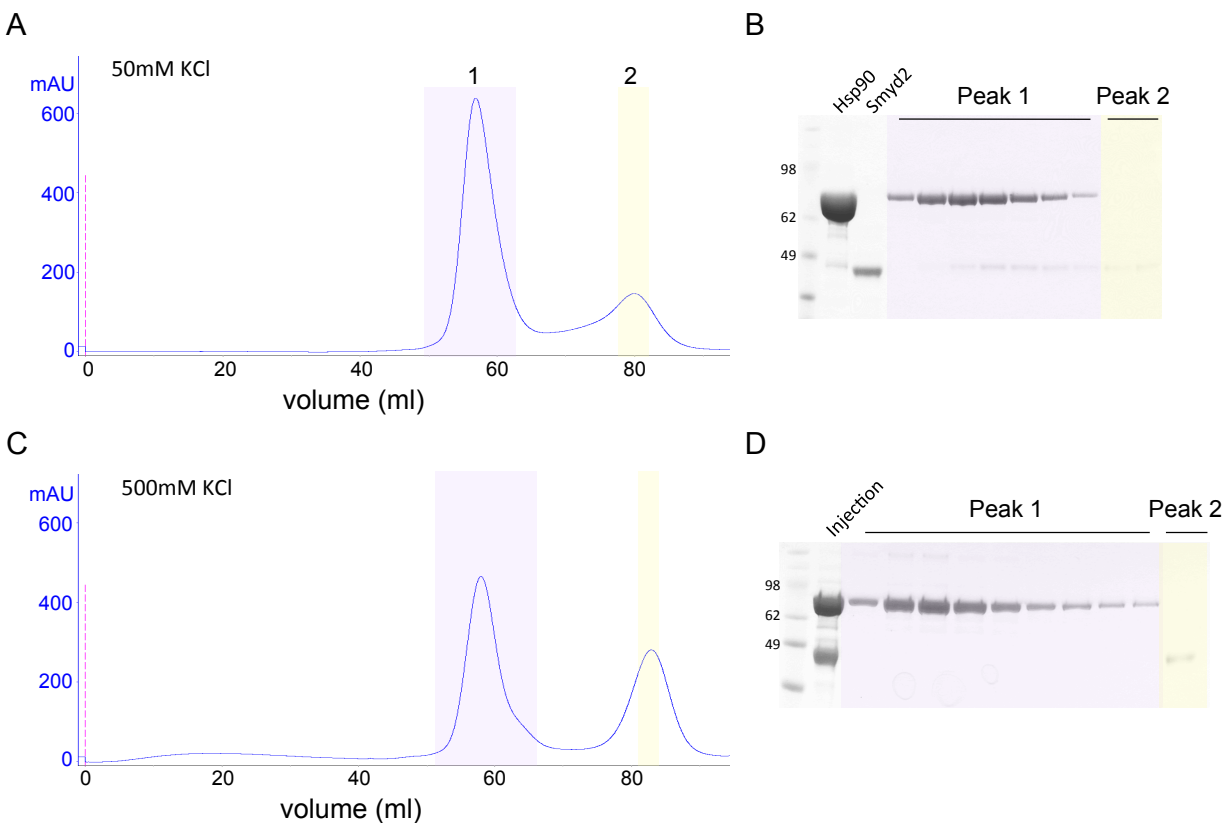 A
50mM KCl
mAU
1
2
600
400
200
0
0
20
40
60
80
volume (ml)
B
Hsp90
Smyd2
Peak 1
Peak 2
98
62
49
C
500mM KCl
mAU
600
400
200
0
0
20
40
60
80
volume (ml)
D
Injection
Peak 1
Peak 2
98
62
49